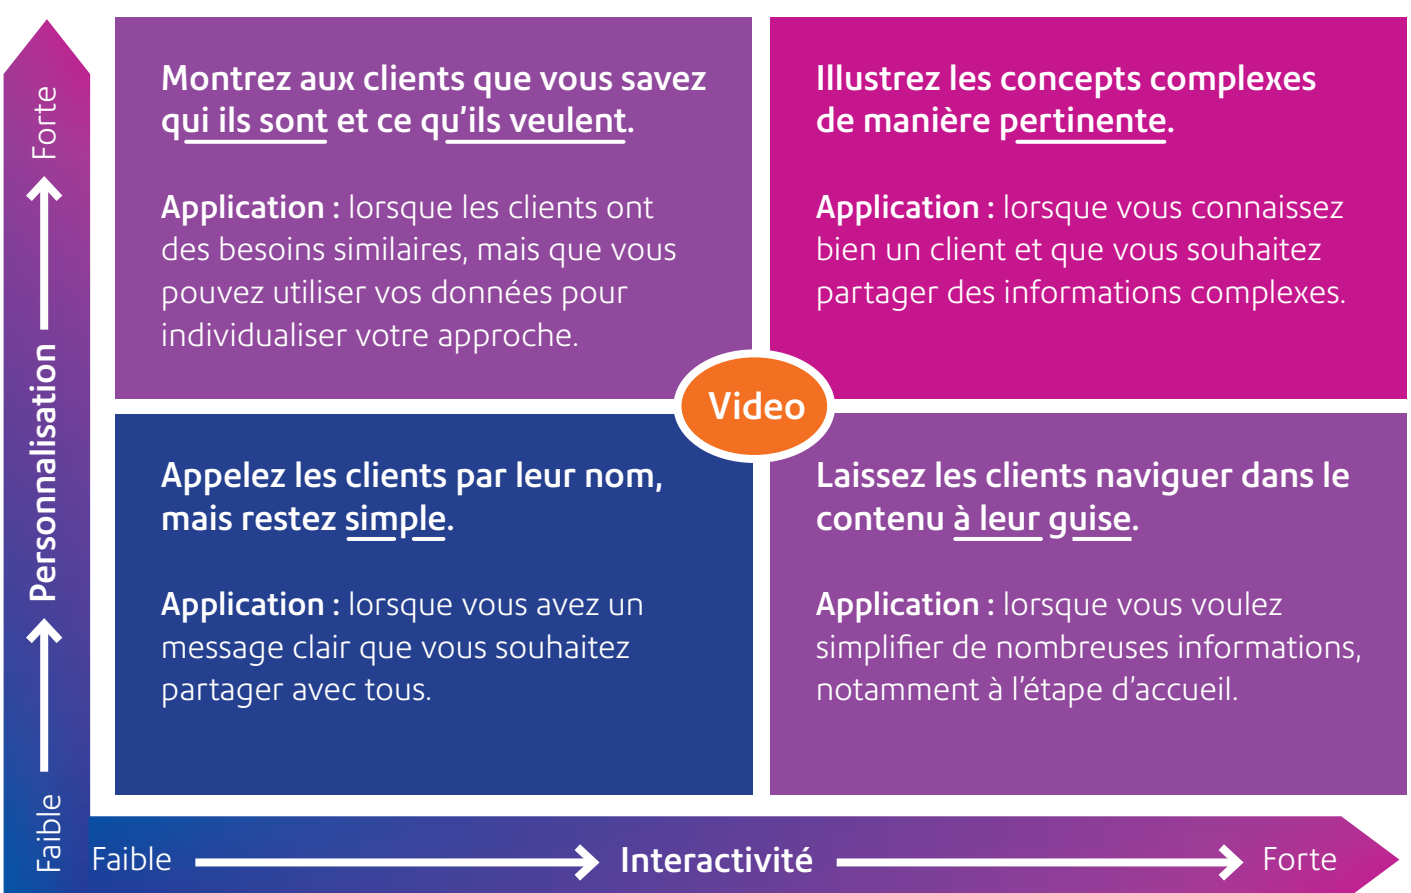 Montrez aux clients que vous savez
qui ils sont et ce qu'ils veulent.
Application : lorsque les clients ont
des besoins similaires, mais que vous
pouvez utiliser vos données pour
individualiser votre approche.
Illustrez les concepts complexes
de manière pertinente.
Application : lorsque vous connaissez
bien un client et que vous souhaitez
partager des informations complexes.
Video
Appelez les clients par leur nom,
mais restez simple.
Application : lorsque vous avez un
message clair que vous souhaitez
partager avec tous.
Laissez les clients naviguer dans le
contenu à leur guise.
Application : lorsque vous voulez
simplifier de nombreuses informations,
notamment à l'étape d'accueil.
Forte
Personnalisation
Faible
Faible
Interactivité
Forte